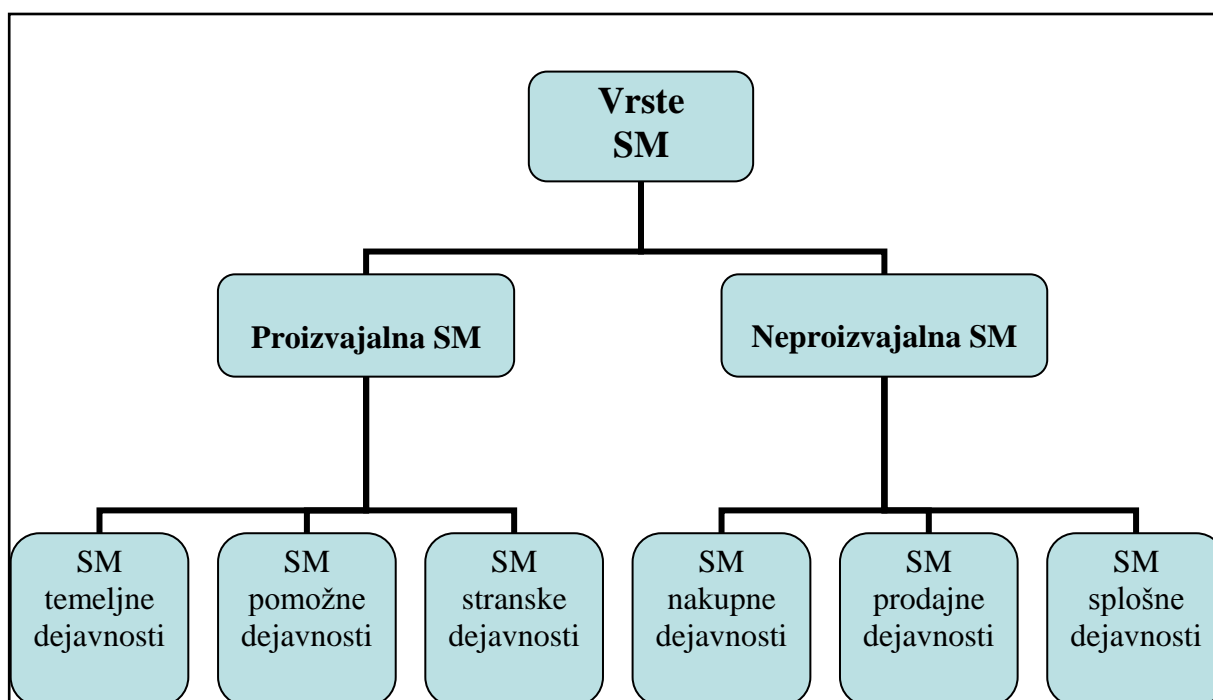 Vrste
SM
Proizvajalna SM
Neproizvajalna SM
SM
temeljne
dejavnosti
SM
pomožne
dejavnosti
SM
stranske
dejavnosti
SM
nakupne
dejavnosti
SM
prodajne
dejavnosti
SM
splošne
dejavnosti